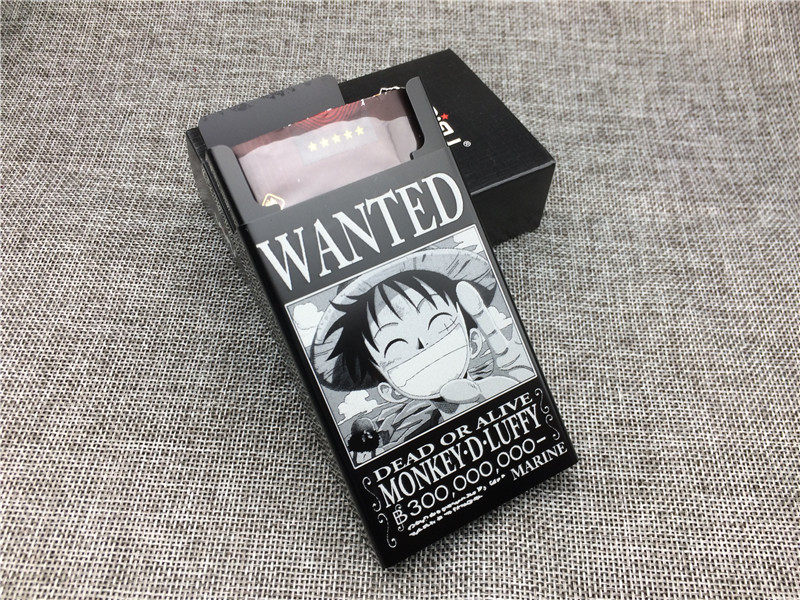 WANTED
DEAD OR ALIVE
MONKEY·D·LUFFY
฿300,000,000-
MARINE